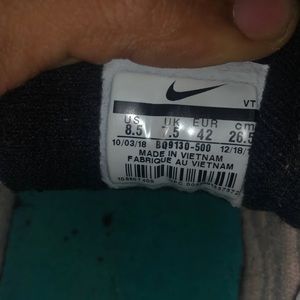 VT
US UK EUR cm
8.5 7.5 42 26.5
10/03/18 BQ9130-500 12/18/1
MADE IN VIETNAM
FABRIQUE AU VIETNAM